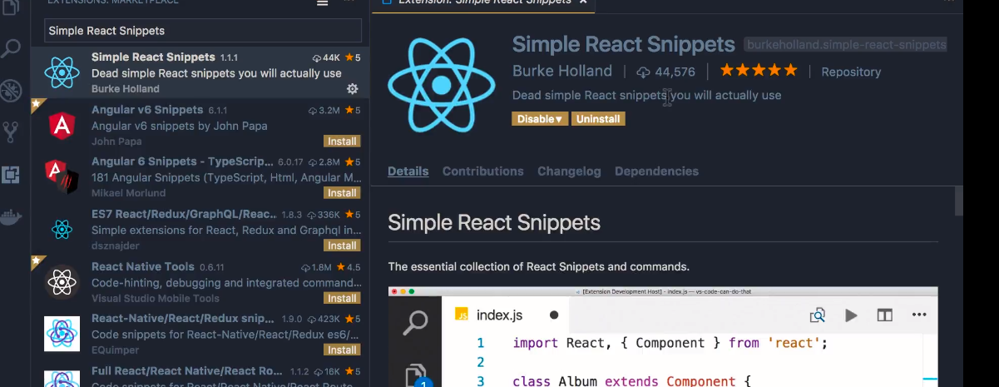 EXTENSIONS: MARKETPLACE
Simple React Snippets
Simple React Snippets 1.1.1 44K 5
Dead simple React snippets you will actually use
Burke Holland
Angular v6 Snippets 6.1.1 3.2M 5
Angular v6 snippets by John Papa
John Papa Install
Angular 6 Snippets - TypeScrip... 6.0.17 2.8M 5
181 Angular Snippets (TypeScript, Html, Angular M...
Mikael Morlund Install
ES7 React/Redux/GraphQL/Reac... 1.8.3 336K 5
Simple extensions for React, Redux and Graphql in...
dsznajder Install
React Native Tools 0.6.11 1.8M 4.5
Code-hinting, debugging and integrated command...
Visual Studio Mobile Tools Install
React-Native/React/Redux snip... 1.9.0 423K 5
Code snippets for React-Native/React/Redux es6/...
EQuimper Install
Full React/React Native/React Ro... 1.1.2 16K 5
Code snippets for React/React Native/React Route...
Extension: Simple React Snippets
Simple React Snippets burkeholland.simple-react-snippets
Burke Holland | 44,576 | ★★★★★ | Repository
Dead simple React snippets you will actually use
Disable▾ Uninstall
Details Contributions Changelog Dependencies
Simple React Snippets
The essential collection of React Snippets and commands.
[Extension Development Host] - index.js — vs-code-can-do-that
JS index.js
1 import React, { Component } from 'react';
2
3 class Album extends Component {
1